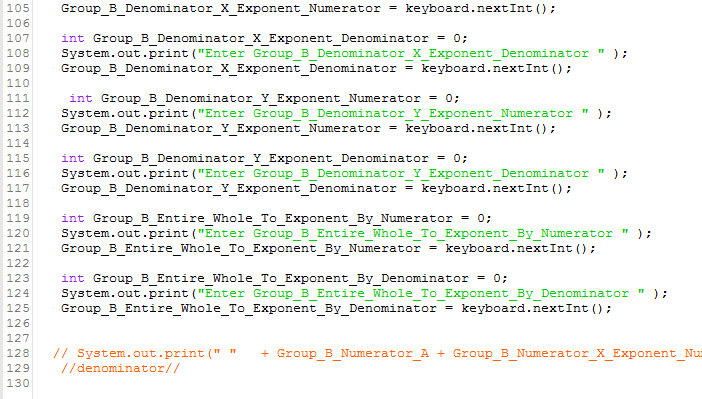 105 Group_B_Denominator_X_Exponent_Numerator = keyboard.nextInt();
106
107 int Group_B_Denominator_X_Exponent_Denominator = 0;
108 System.out.print("Enter Group_B_Denominator_X_Exponent_Denominator " );
109 Group_B_Denominator_X_Exponent_Denominator = keyboard.nextInt();
110
111 int Group_B_Denominator_Y_Exponent_Numerator = 0;
112 System.out.print("Enter Group_B_Denominator_Y_Exponent_Numerator " );
113 Group_B_Denominator_Y_Exponent_Numerator = keyboard.nextInt();
114
115 int Group_B_Denominator_Y_Exponent_Denominator = 0;
116 System.out.print("Enter Group_B_Denominator_Y_Exponent_Denominator " );
117 Group_B_Denominator_Y_Exponent_Denominator = keyboard.nextInt();
118
119 int Group_B_Entire_Whole_To_Exponent_By_Numerator = 0;
120 System.out.print("Enter Group_B_Entire_Whole_To_Exponent_By_Numerator " );
121 Group_B_Entire_Whole_To_Exponent_By_Numerator = keyboard.nextInt();
122
123 int Group_B_Entire_Whole_To_Exponent_By_Denominator = 0;
124 System.out.print("Enter Group_B_Entire_Whole_To_Exponent_By_Denominator " );
125 Group_B_Entire_Whole_To_Exponent_By_Denominator = keyboard.nextInt();
126
127
128 // System.out.print(" " + Group_B_Numerator_A + Group_B_Numerator_X_Exponent_Nu
129 //denominator//
130